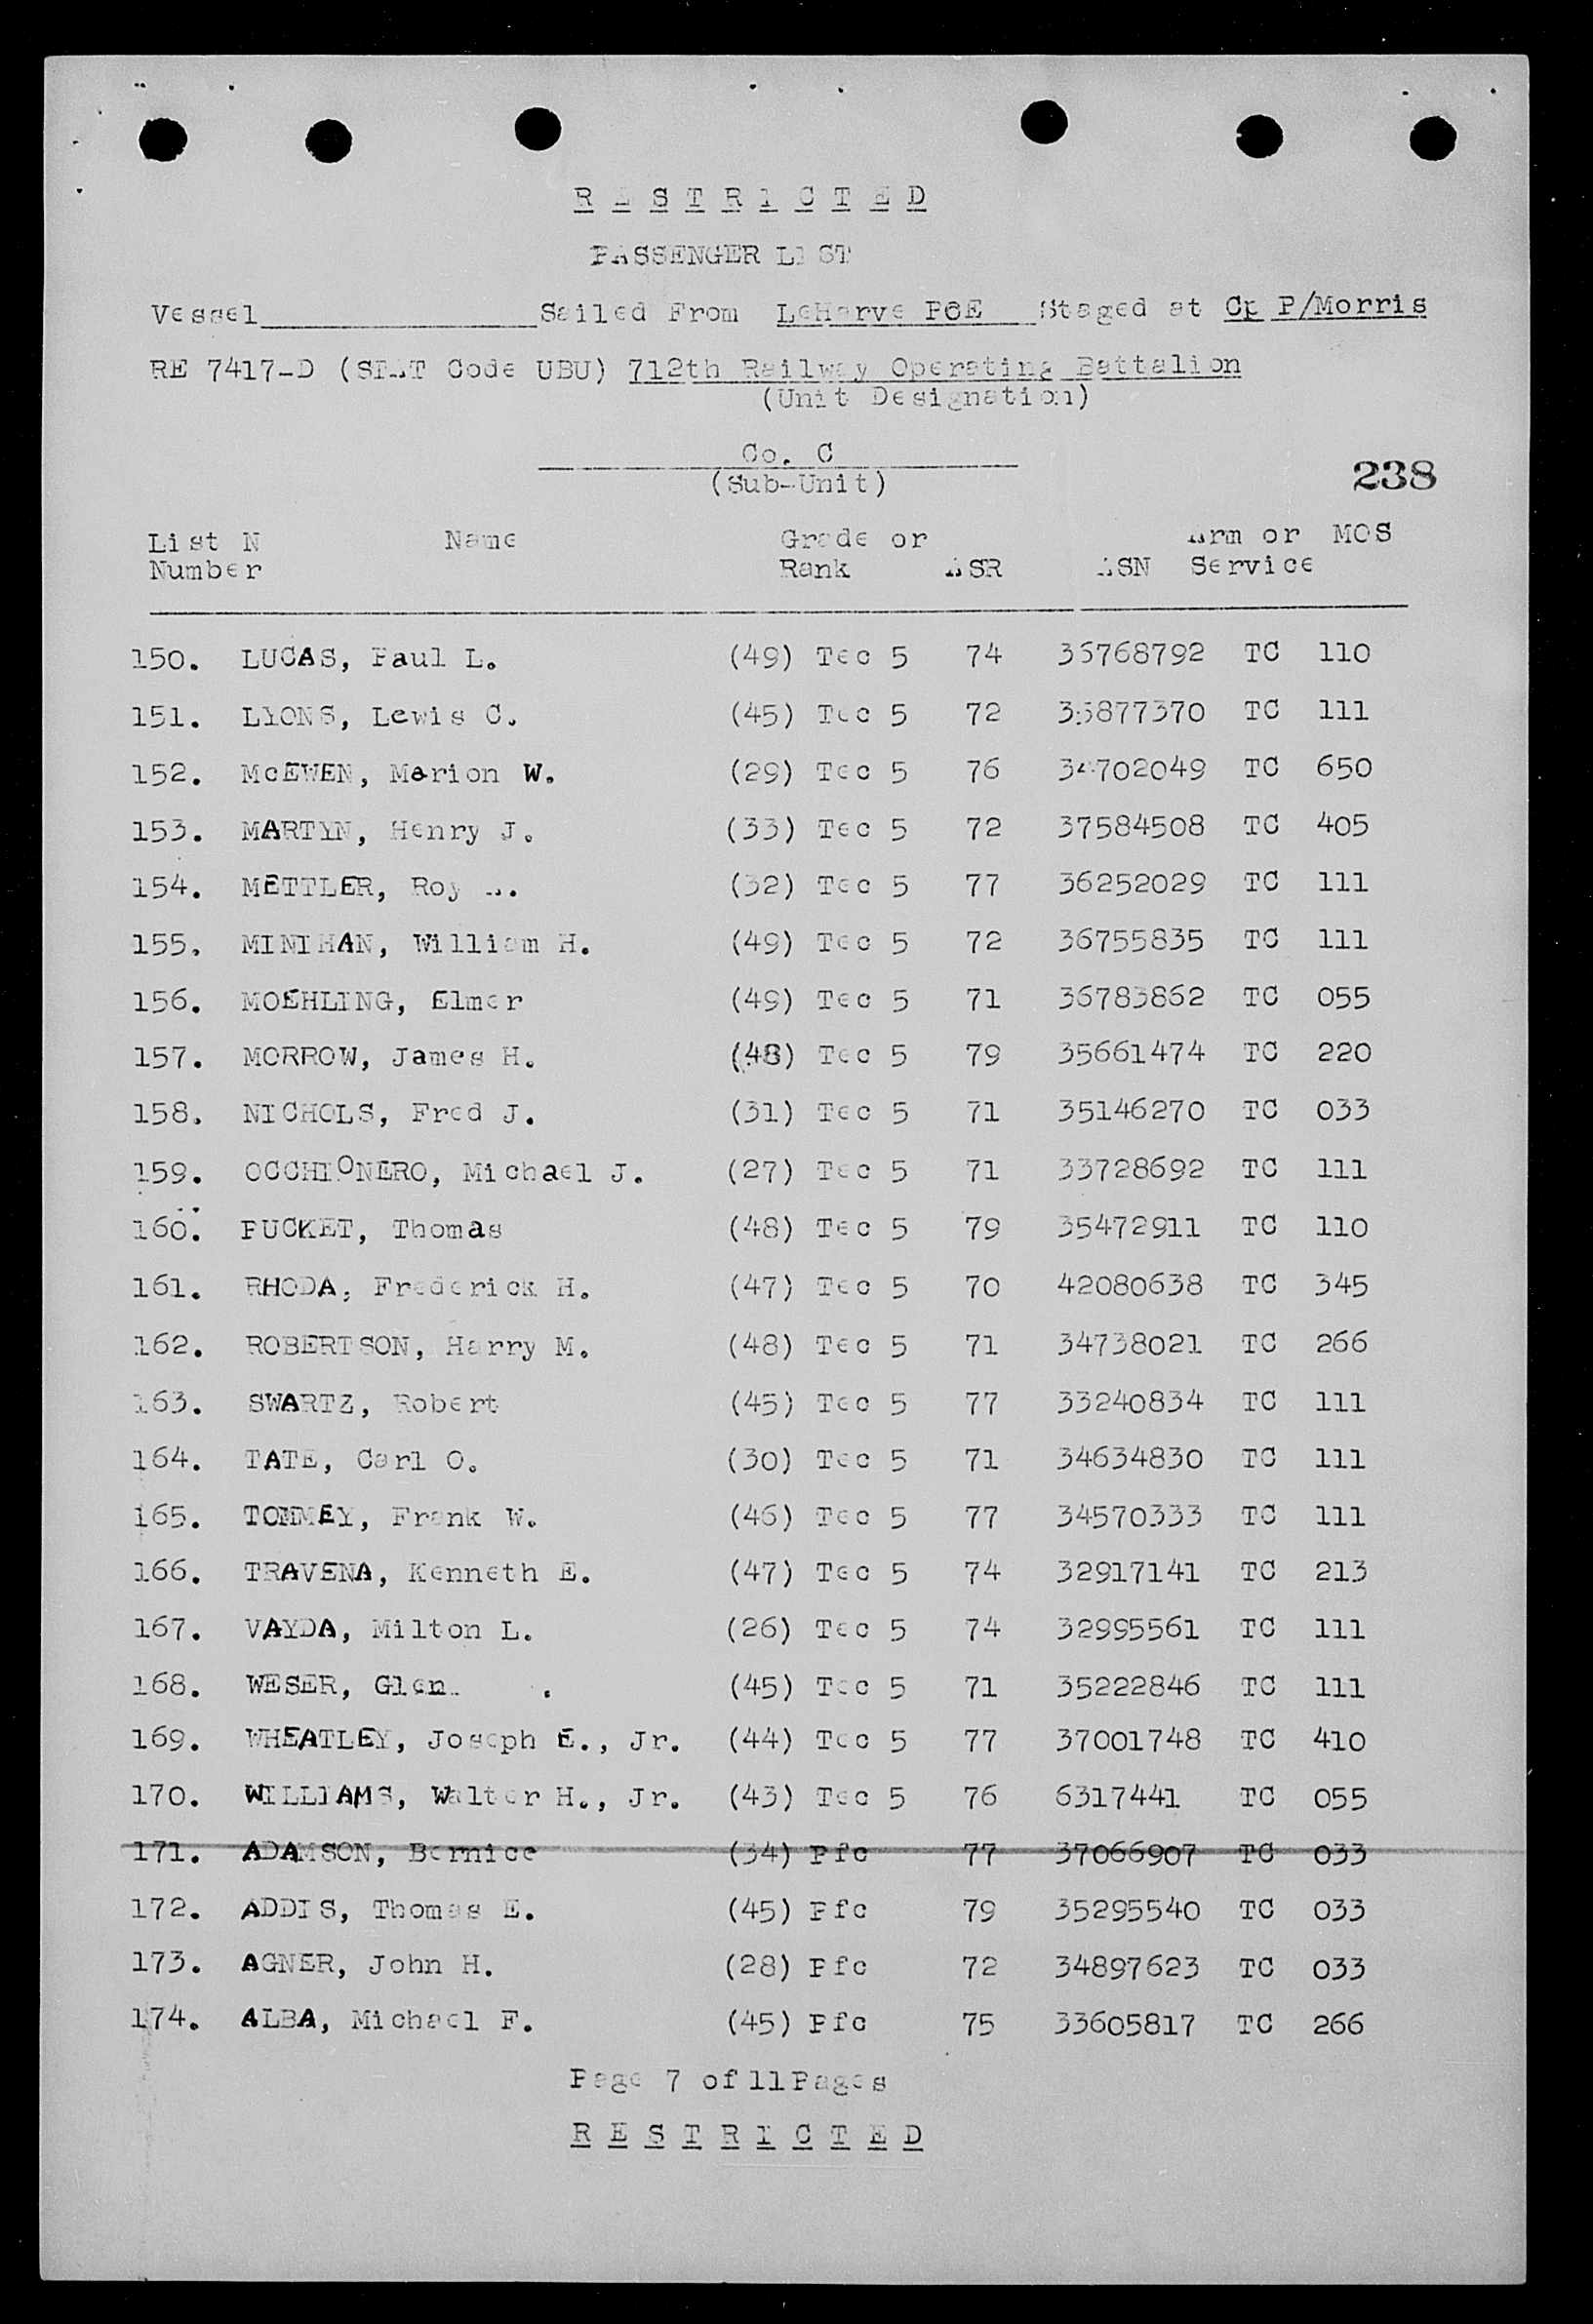 R E S T R I C T E D
PASSENGER LIST
Vessel Sailed From LeHarve POE Staged at Cp P/Morris
RE 7417-D ( Code UBU) 712th Railway Operating Battalion
(Unit Designation)
Co. C
(Sub-Unit)
238
List N Name Grade or Arm or MOS
Number Rank ASR ASN Service
150. LUCAS, Paul L. (49) Tec 5 74 TC 110
151. LYONS, Lewis C. (45) Tec 5 72 TC 111
152. McEWEN, Marion W. (29) Tec 5 76 34702049 TC 650
153. MARTYN, Henry J. (33) Tec 5 72 37584508 TC 405
154. METTLER, Roy (32) Tec 5 77 36252029 TC 111
155. MINIHAN, William H. (49) Tec 5 72 36755835 TC 111
156. MOEHLING, Elmer (49) Tec 5 71 36783862 TC 055
157. MORROW, James H. (48) Tec 5 79 35661474 TC 220
158. NICHOLS, Fred J. (31) Tec 5 71 35146270 TC 033
159. OCCHIONERO, Michael J. (27) Tec 5 71 33728692 TC 111
160. PUCKET, Thomas (48) Tec 5 79 35472911 TC 110
161. RHODA, Frederick H. (47) Tec 5 70 42080638 TC 345
162. ROBERTSON, Harry M. (48) Tec 5 71 34738021 TC 266
163. SWARTZ, Robert (45) Tec 5 77 33240834 TC 111
164. TATE, Carl O. (30) Tec 5 71 34634830 TC 111
165. TOMMEY, Frank W. (46) Tec 5 77 34570333 TC 111
166. TRAVENA, Kenneth E. (47) Tec 5 74 32917141 TC 213
167. VAYDA, Milton L. (26) Tec 5 74 32995561 TC 111
168. WESER, Glen (45) Tec 5 71 35222846 TC 111
169. WHEATLEY, Joseph E., Jr. (44) Tec 5 77 37001748 TC 410
170. WILLIAMS, Walter H., Jr. (43) Tec 5 76 6317441 TC 055
171. ADAMSON, Bernice (34) Pfc 77 37066907 TC 033
172. ADDIS, Thomas E. (45) Pfc 79 35295540 TC 033
173. AGNER, John H. (28) Pfc 72 34897623 TC 033
174. ALBA, Michael F. (45) Pfc 75 33605817 TC 266
Page 7 of 11Pages
R E S T R I C T E D